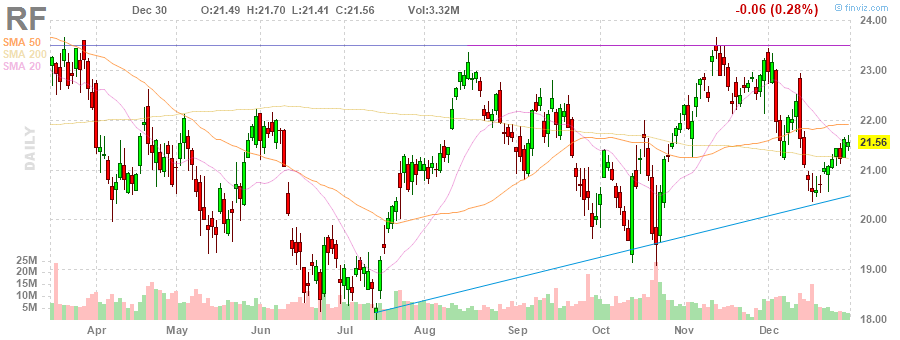 RF
Dec 30 O:21.49 H:21.70 L:21.41 C:21.56 Vol:3.32M -0.06 (0.28%)
© finviz.com
SMA 50
SMA 200
SMA 20
DAILY
24.00
23.00
22.00
21.56
21.00
20.00
19.00
18.00
25M
20M
15M
10M
5M
Apr May Jun Jul Aug Sep Oct Nov Dec